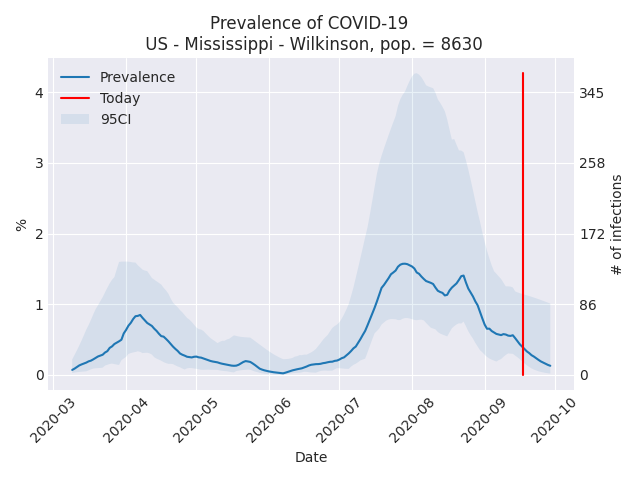 Prevalence of COVID-19
US - Mississippi - Wilkinson, pop. = 8630
Prevalence
Today
95CI
4
3
2
1
0
%
345
258
172
86
0
# of infections
2020-03
2020-04
2020-05
2020-06
2020-07
2020-08
2020-09
2020-10
Date